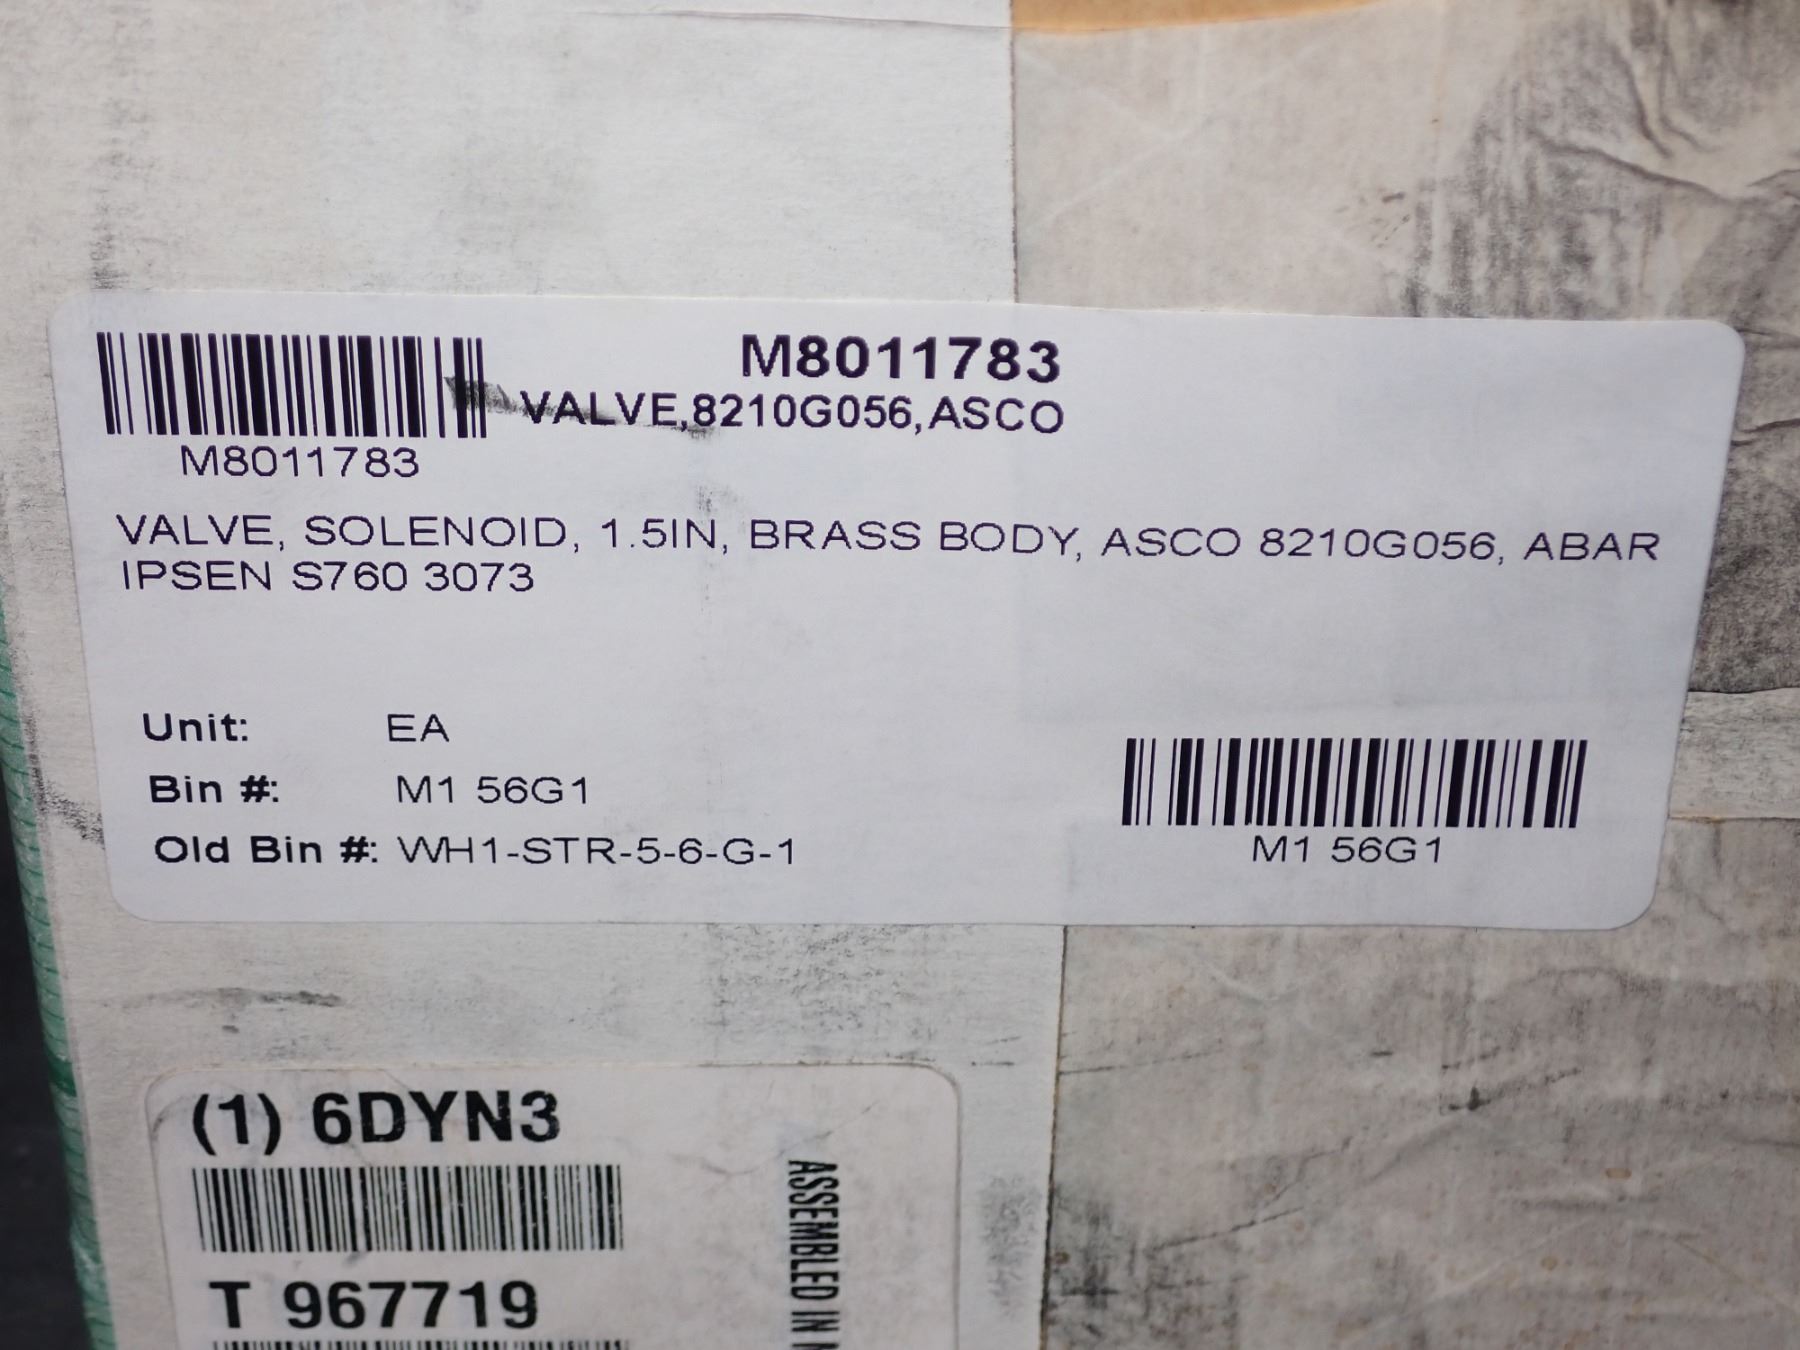 M8011783
VALVE,8210G056,ASCO
M8011783
VALVE, SOLENOID, 1.5IN, BRASS BODY, ASCO 8210G056, ABAR
IPSEN S760 3073
Unit: EA
Bin #: M1 56G1
Old Bin #: WH1-STR-5-6-G-1
M1 56G1
(1) 6DYN3
T 967719
ASSEMBLED IN